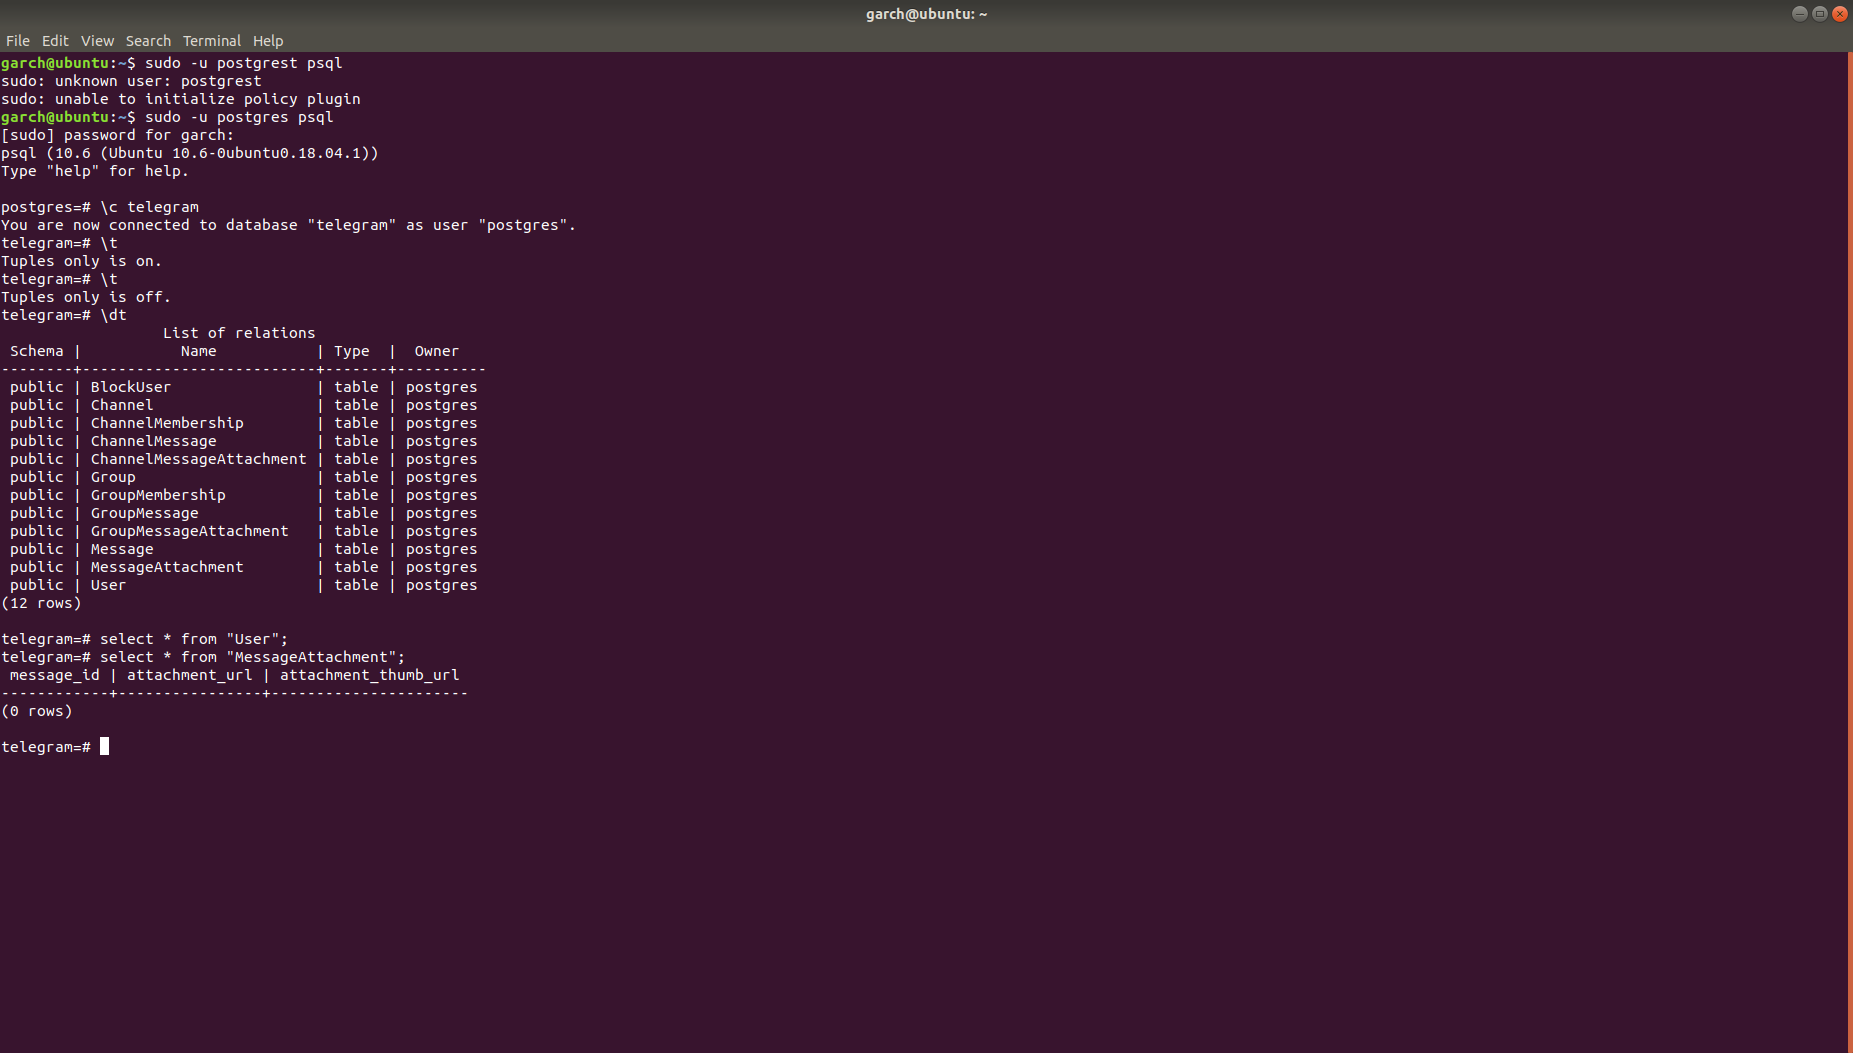 garch@ubuntu: ~
File Edit View Search Terminal Help
garch@ubuntu:~$ sudo -u postgrest psql
sudo: unknown user: postgrest
sudo: unable to initialize policy plugin
garch@ubuntu:~$ sudo -u postgres psql
[sudo] password for garch:
psql (10.6 (Ubuntu 10.6-0ubuntu0.18.04.1))
Type "help" for help.

postgres=# \c telegram
You are now connected to database "telegram" as user "postgres".
telegram=# \t
Tuples only is on.
telegram=# \t
Tuples only is off.
telegram=# \dt
                  List of relations
 Schema |           Name           | Type  |  Owner
--------+--------------------------+-------+----------
 public | BlockUser                | table | postgres
 public | Channel                  | table | postgres
 public | ChannelMembership        | table | postgres
 public | ChannelMessage           | table | postgres
 public | ChannelMessageAttachment | table | postgres
 public | Group                    | table | postgres
 public | GroupMembership          | table | postgres
 public | GroupMessage             | table | postgres
 public | GroupMessageAttachment   | table | postgres
 public | Message                  | table | postgres
 public | MessageAttachment        | table | postgres
 public | User                     | table | postgres
(12 rows)

telegram=# select * from "User";
telegram=# select * from "MessageAttachment";
 message_id | attachment_url | attachment_thumb_url
------------+----------------+----------------------
(0 rows)

telegram=#